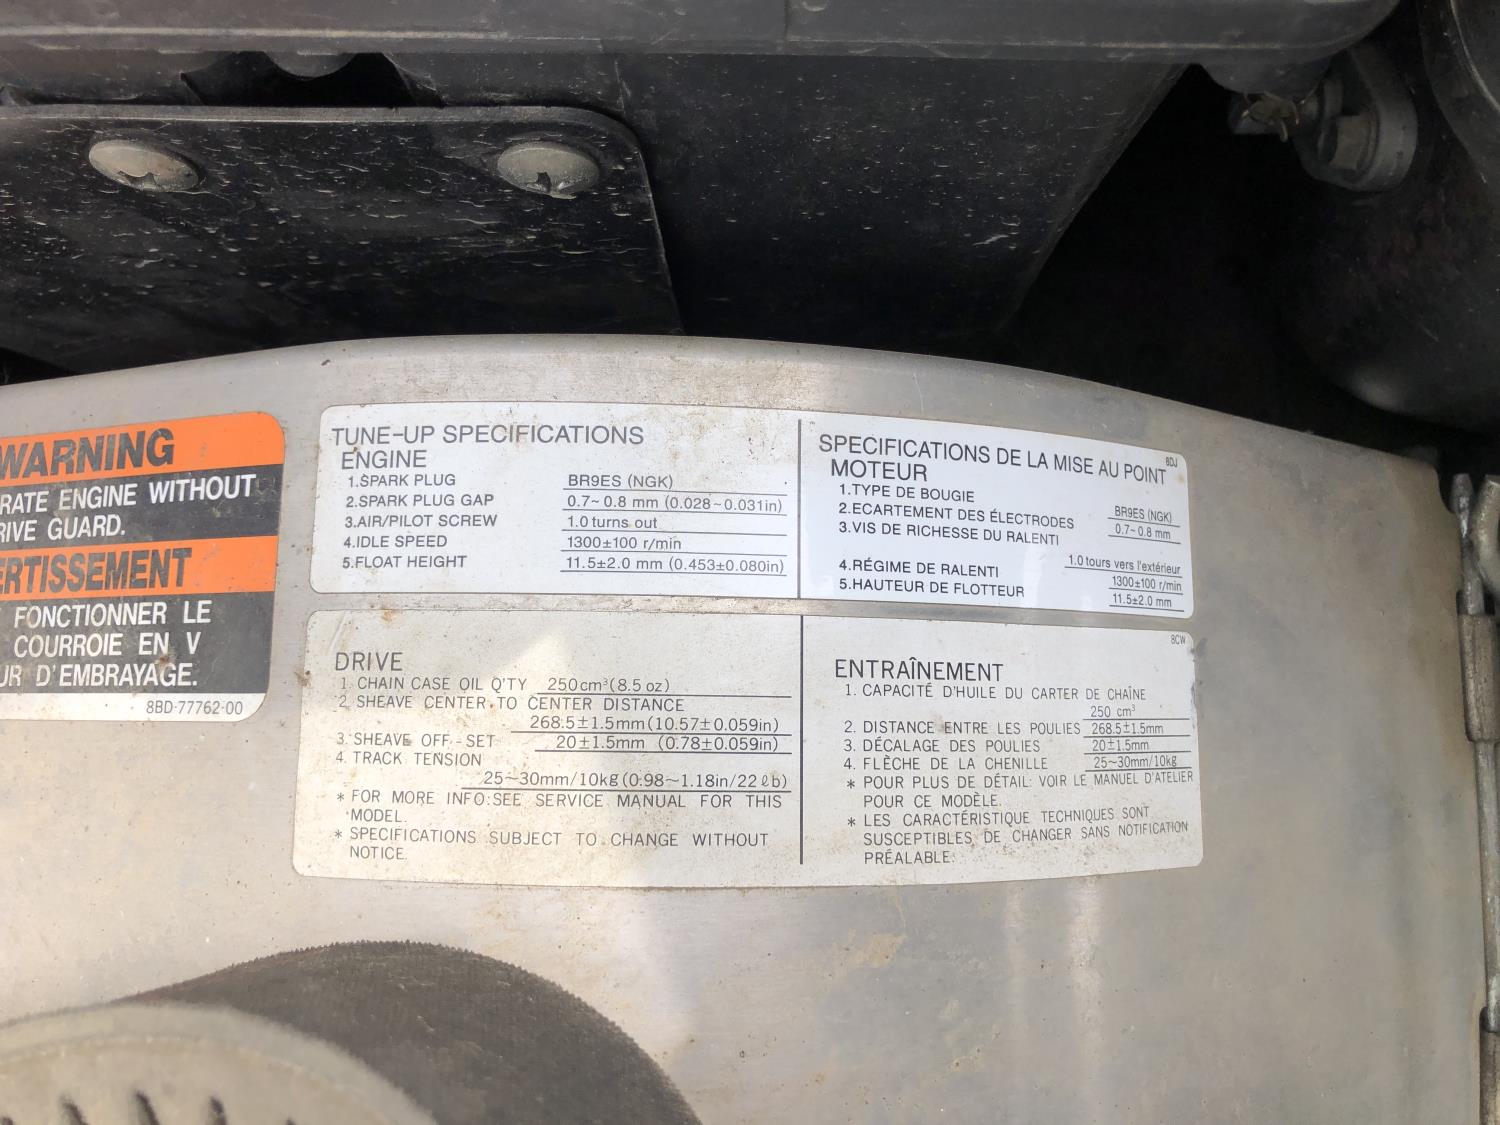 WARNING
RATE ENGINE WITHOUT
RIVE GUARD.
ERTISSEMENT
FONCTIONNER LE
COURROIE EN V
UR D'EMBRAYAGE.
8BD-77762-00
TUNE-UP SPECIFICATIONS
ENGINE
1.SPARK PLUG BR9ES (NGK)
2.SPARK PLUG GAP 0.7~0.8 mm (0.028~0.031in)
3.AIR/PILOT SCREW 1.0 turns out
4.IDLE SPEED 1300±100 r/min
5.FLOAT HEIGHT 11.5±2.0 mm (0.453±0.080in)
8DJ
SPECIFICATIONS DE LA MISE AU POINT
MOTEUR
1.TYPE DE BOUGIE BR9ES (NGK)
2.ECARTEMENT DES ÉLECTRODES 0.7~0.8 mm
3.VIS DE RICHESSE DU RALENTI
1.0 tours vers l'extérieur
4.RÉGIME DE RALENTI 1300±100 r/min
5.HAUTEUR DE FLOTTEUR 11.5±2.0 mm
DRIVE
1. CHAIN CASE OIL Q'TY 250cm³(8.5 oz)
2. SHEAVE CENTER TO CENTER DISTANCE
268.5±1.5mm(10.57±0.059in)
3. SHEAVE OFF-SET 20±1.5mm (0.78±0.059in)
4. TRACK TENSION
25~30mm/10kg(0.98~1.18in/22 ℓb)
* FOR MORE INFO:SEE SERVICE MANUAL FOR THIS
MODEL.
* SPECIFICATIONS SUBJECT TO CHANGE WITHOUT
NOTICE.
8CW
ENTRAÎNEMENT
1. CAPACITÉ D'HUILE DU CARTER DE CHAÎNE
250 cm³
2. DISTANCE ENTRE LES POULIES 268.5±1.5mm
3. DÉCALAGE DES POULIES 20±1.5mm
4. FLÈCHE DE LA CHENILLE 25~30mm/10kg
* POUR PLUS DE DÉTAIL: VOIR LE MANUEL D'ATELIER
POUR CE MODÈLE.
* LES CARACTÉRISTIQUE TECHNIQUES SONT
SUSCEPTIBLES DE CHANGER SANS NOTIFICATION
PRÉALABLE.